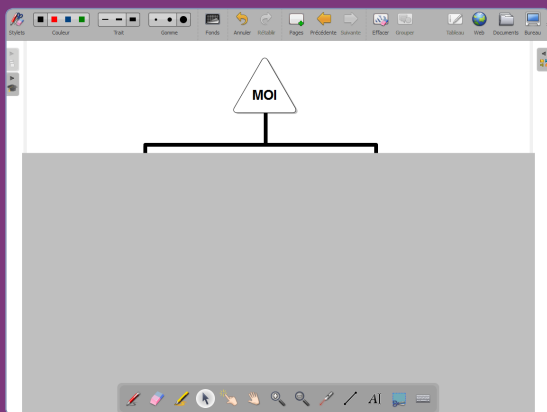 Stylets Couleur Trait Gamme Fonds Annuler Rétablir Pages Précédente Suivante Effacer Grouper Tableau Web Documents Bureau
MOI
A